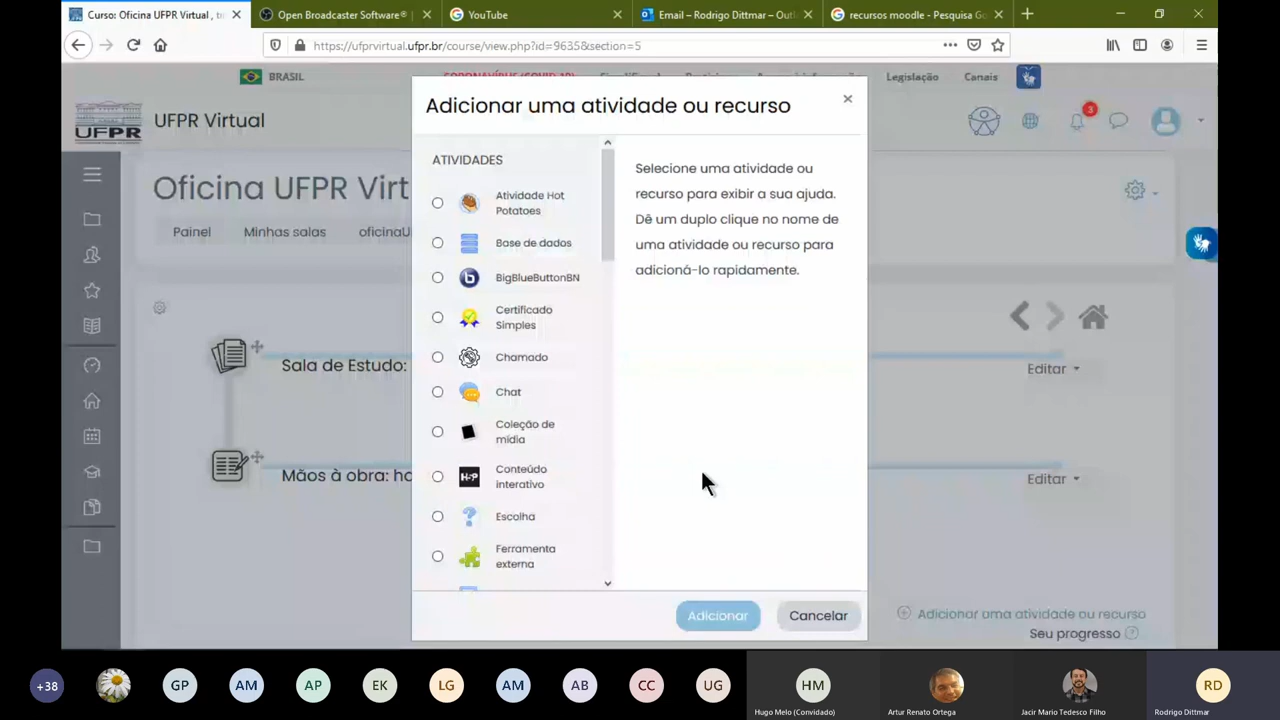 Curso: Oficina UFPR Virtual , tr
Open Broadcaster Software®
YouTube
Email – Rodrigo Dittmar – Outl
recursos moodle - Pesquisa Go
https://ufprvirtual.ufpr.br/course/view.php?id=9635&section=5
BRASIL
CORONAVÍRUS (COVID-19)
Legislação
Canais
UFPR
UFPR Virtual
3
Adicionar uma atividade ou recurso
Oficina UFPR Virt
Painel
Minhas salas
oficinaU
ATIVIDADES
Atividade Hot
Potatoes
Base de dados
BigBlueButtonBN
Certificado
Simples
Chamado
Chat
Coleção de
mídia
H-P
Conteúdo
interativo
Escolha
Ferramenta
externa
Selecione uma atividade ou
recurso para exibir a sua ajuda.
Dê um duplo clique no nome de
uma atividade ou recurso para
adicioná-lo rapidamente.
Sala de Estudo:
Editar
Mãos à obra: ho
Editar
Adicionar
Cancelar
Adicionar uma atividade ou recurso
Seu progresso
+38
GP
AM
AP
EK
LG
AM
AB
CC
UG
HM
RD
Hugo Melo (Convidado)
Artur Renato Ortega
Jacir Mario Tedesco Filho
Rodrigo Dittmar